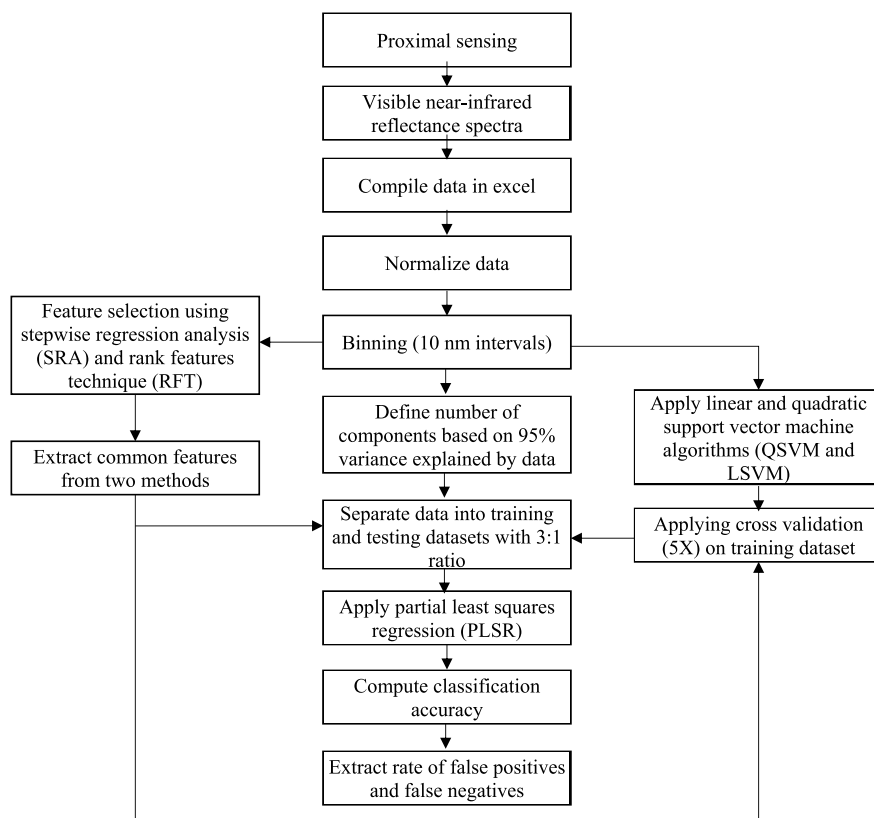 Proximal sensing
Visible near-infrared
reflectance spectra
Compile data in excel
Normalize data
Binning (10 nm intervals)
Feature selection using
stepwise regression analysis
(SRA) and rank features
technique (RFT)
Extract common features
from two methods
Define number of
components based on 95%
variance explained by data
Apply linear and quadratic
support vector machine
algorithms (QSVM and
LSVM)
Separate data into training
and testing datasets with 3:1
ratio
Applying cross validation
(5X) on training dataset
Apply partial least squares
regression (PLSR)
Compute classification
accuracy
Extract rate of false positives
and false negatives